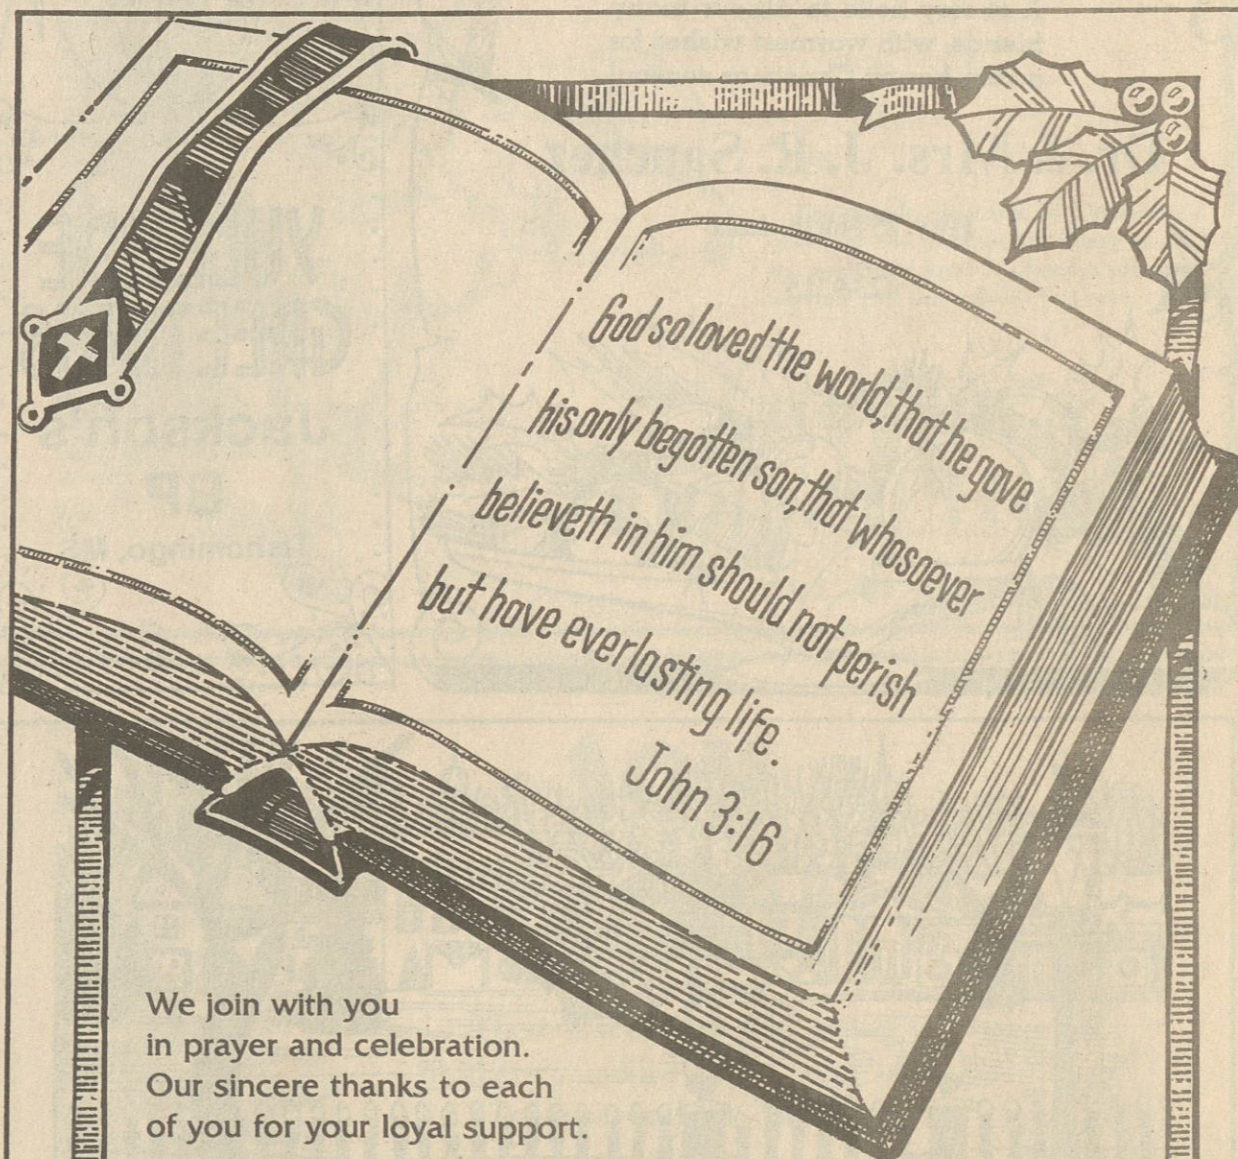 God so loved the world, that he gave
his only begotten son, that whosoever
believeth in him should not perish
but have everlasting life.
John 3:16
We join with you
in prayer and celebration.
Our sincere thanks to each
of you for your loyal support.